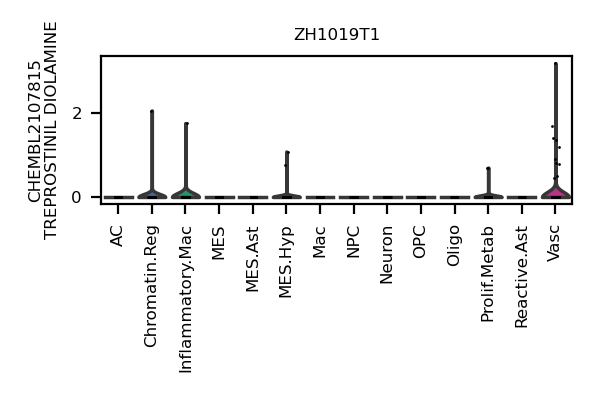 ZH1019T1
CHEMBL2107815
TREPROSTINIL DIOLAMINE
2
0
AC
Chromatin.Reg
Inflammatory.Mac
MES
MES.Ast
MES.Hyp
Mac
NPC
Neuron
OPC
Oligo
Prolif.Metab
Reactive.Ast
Vasc